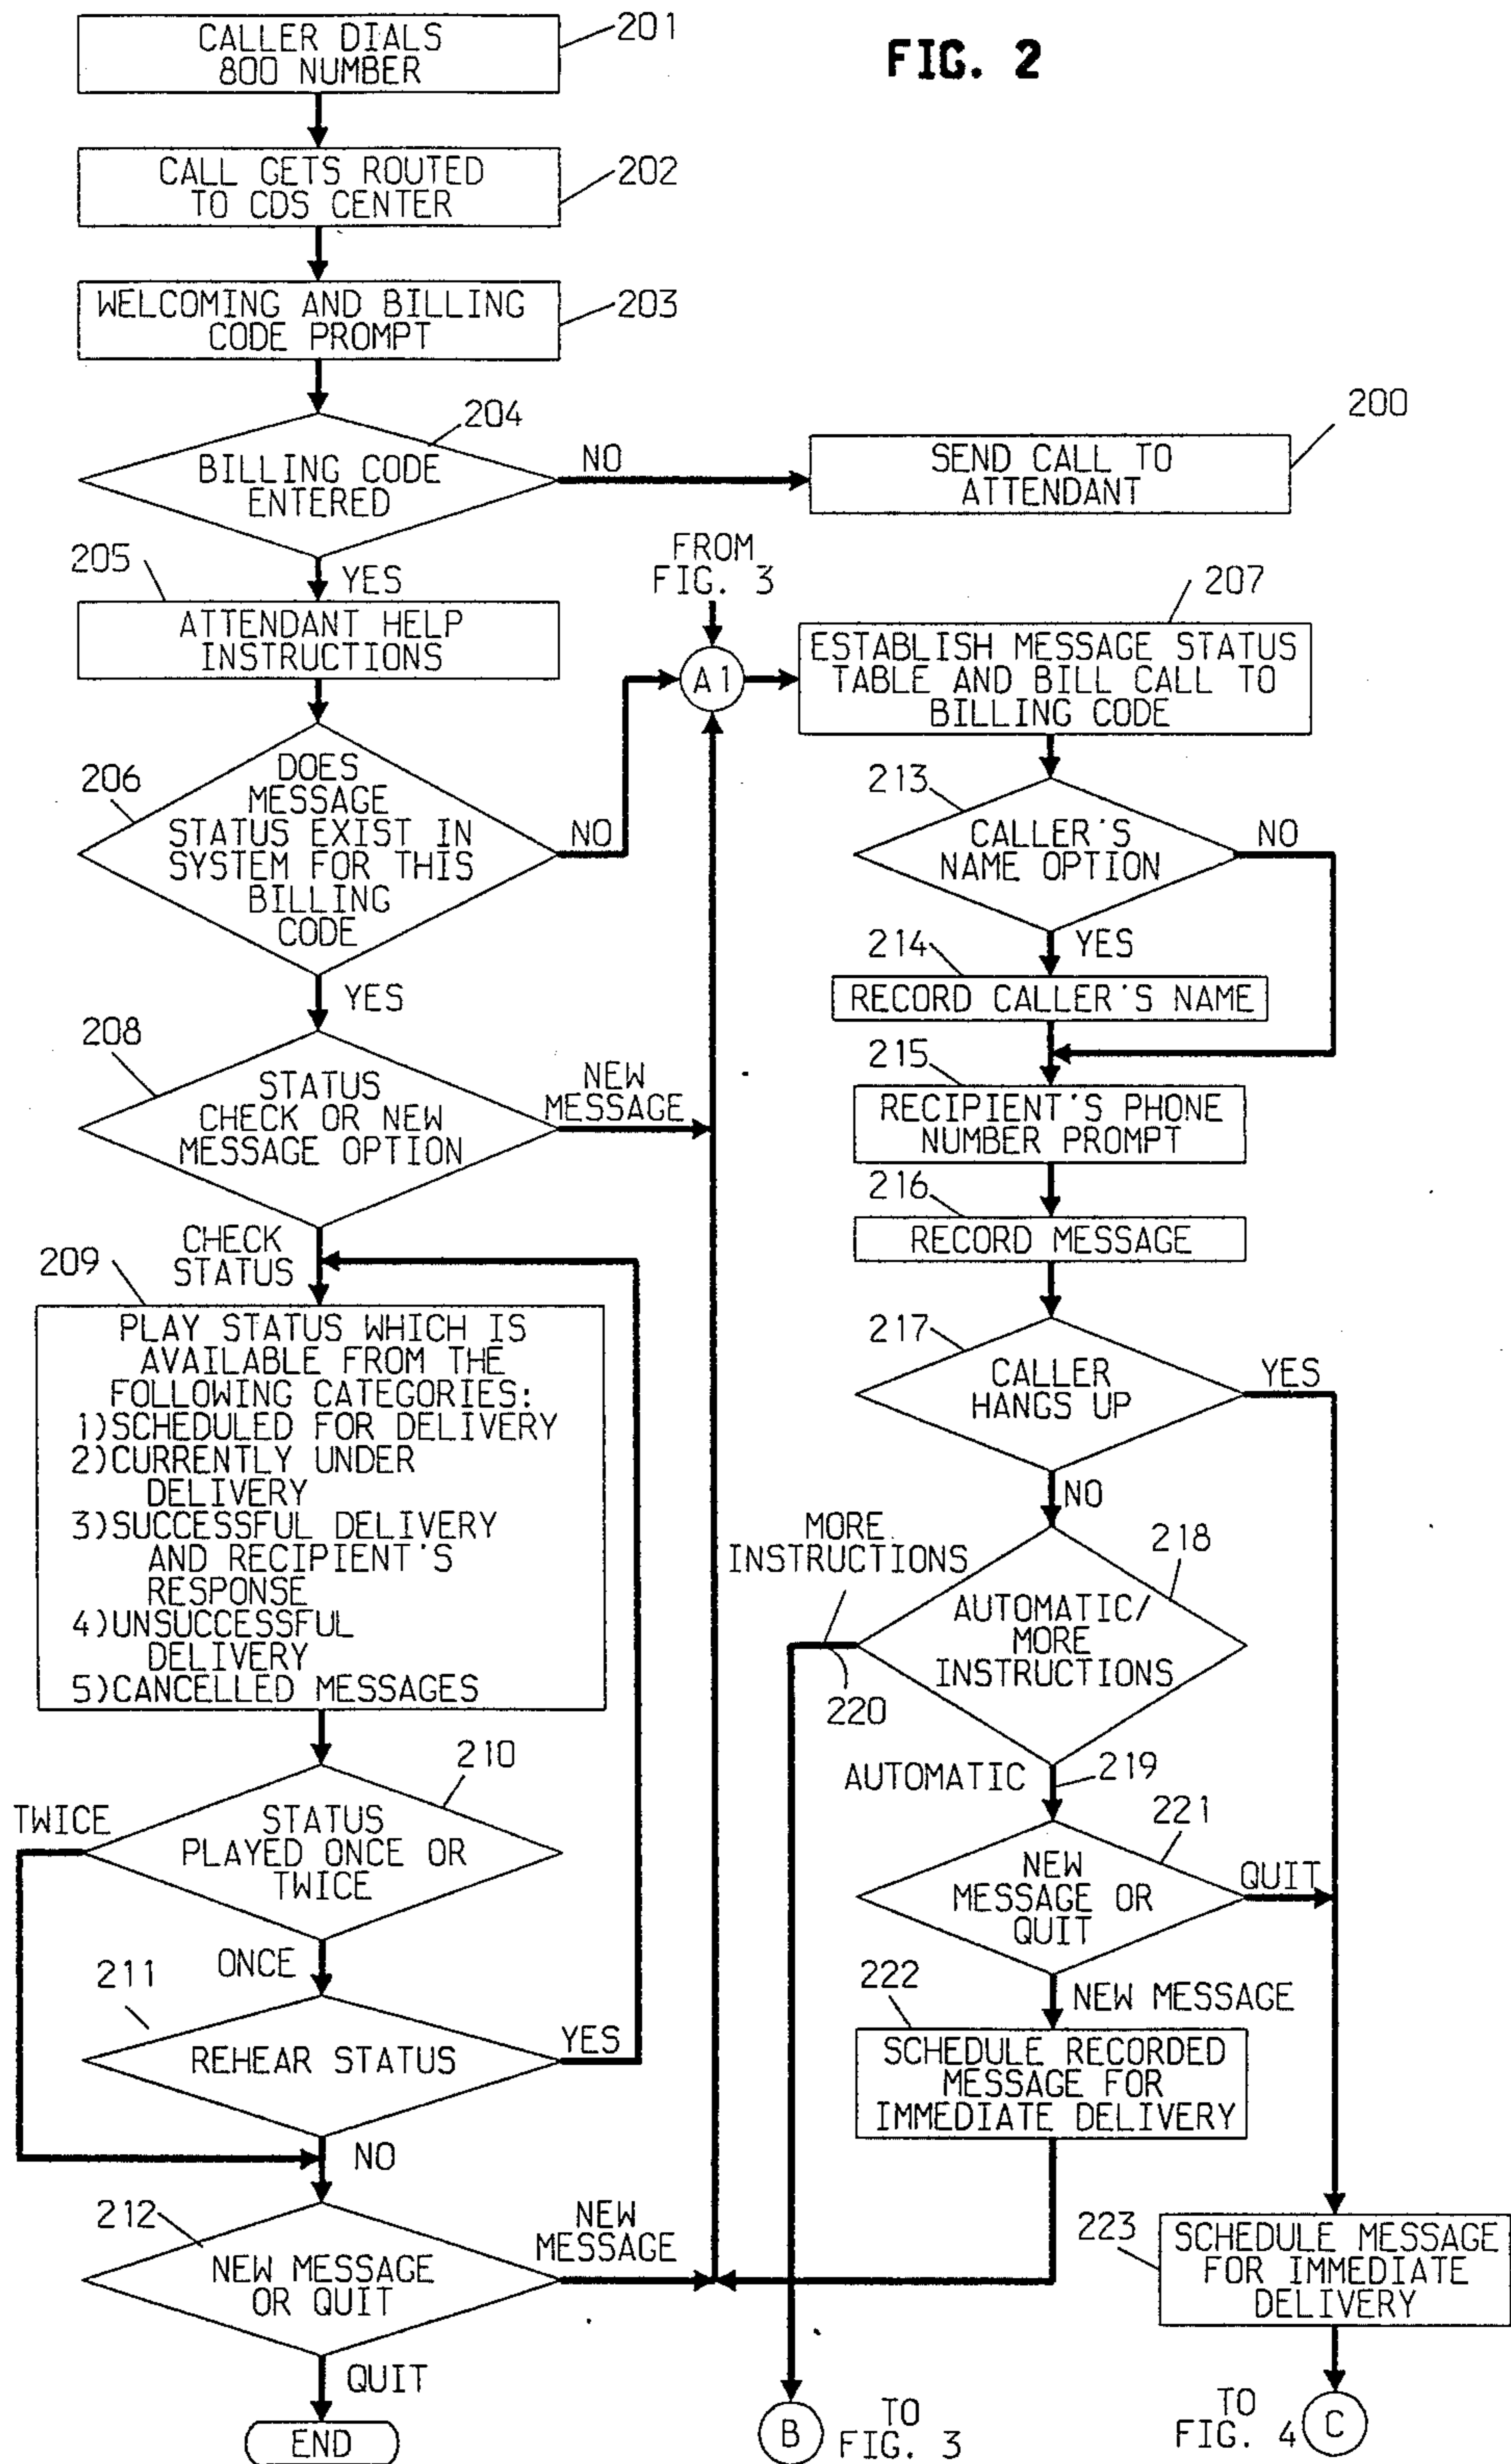 FIG. 2
CALLER DIALS
800 NUMBER
201
CALL GETS ROUTED
TO CDS CENTER
202
WELCOMING AND BILLING
CODE PROMPT
203
204
BILLING CODE
ENTERED
NO
YES
SEND CALL TO
ATTENDANT
200
205
ATTENDANT HELP
INSTRUCTIONS
206
DOES
MESSAGE
STATUS EXIST IN
SYSTEM FOR THIS
BILLING
CODE
NO
YES
208
STATUS
CHECK OR NEW
MESSAGE OPTION
NEW
MESSAGE
CHECK
STATUS
209
PLAY STATUS WHICH IS
AVAILABLE FROM THE
FOLLOWING CATEGORIES:
1)SCHEDULED FOR DELIVERY
2)CURRENTLY UNDER
DELIVERY
3)SUCCESSFUL DELIVERY
AND RECIPIENT'S
RESPONSE
4)UNSUCCESSFUL
DELIVERY
5)CANCELLED MESSAGES
210
TWICE
STATUS
PLAYED ONCE OR
TWICE
ONCE
211
REHEAR STATUS
YES
NO
212
NEW MESSAGE
OR QUIT
NEW
MESSAGE
QUIT
END
FROM
FIG. 3
A1
207
ESTABLISH MESSAGE STATUS
TABLE AND BILL CALL TO
BILLING CODE
213
CALLER'S
NAME OPTION
NO
YES
214
RECORD CALLER'S NAME
215
RECIPIENT'S PHONE
NUMBER PROMPT
216
RECORD MESSAGE
217
CALLER
HANGS UP
YES
NO
MORE
INSTRUCTIONS
218
AUTOMATIC/
MORE
INSTRUCTIONS
220
AUTOMATIC
219
221
NEW
MESSAGE OR
QUIT
QUIT
222
NEW MESSAGE
SCHEDULE RECORDED
MESSAGE FOR
IMMEDIATE DELIVERY
223
SCHEDULE MESSAGE
FOR IMMEDIATE
DELIVERY
B
TO
FIG. 3
TO
FIG. 4
C